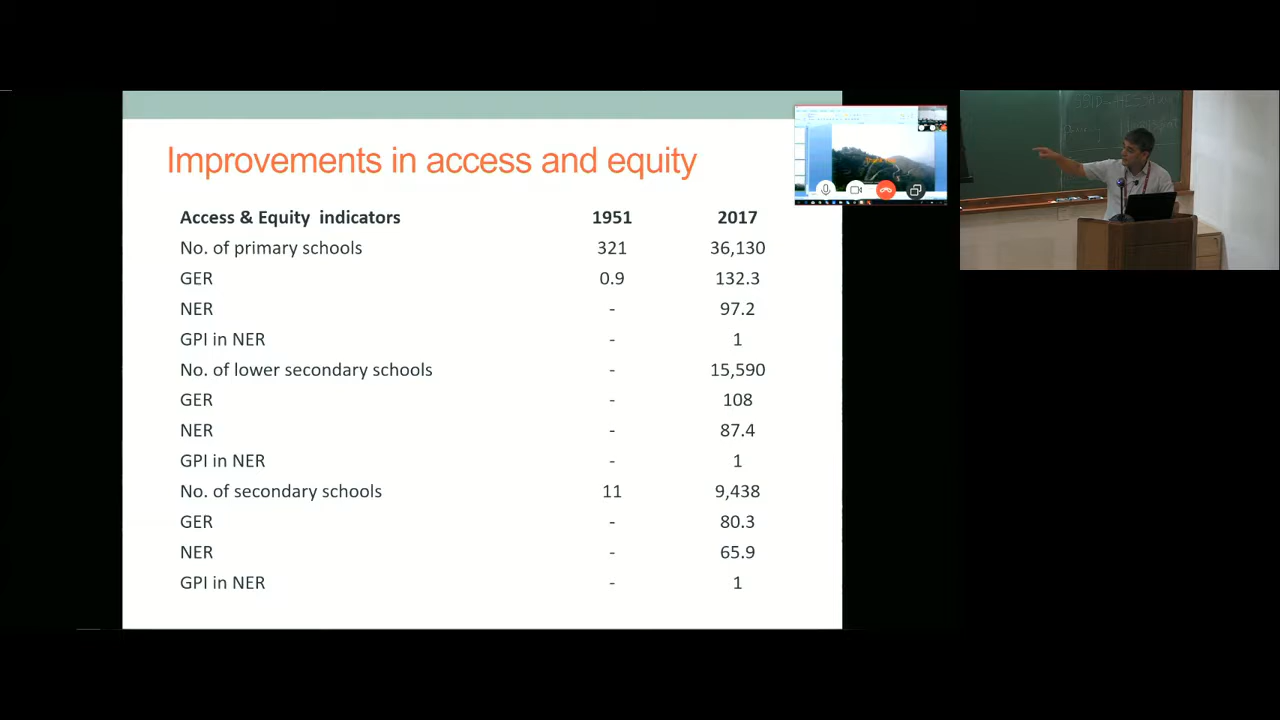 Improvements in access and equity
Access & Equity indicators 1951 2017
No. of primary schools 321 36,130
GER 0.9 132.3
NER - 97.2
GPI in NER - 1
No. of lower secondary schools - 15,590
GER - 108
NER - 87.4
GPI in NER - 1
No. of secondary schools 11 9,438
GER - 80.3
NER - 65.9
GPI in NER - 1